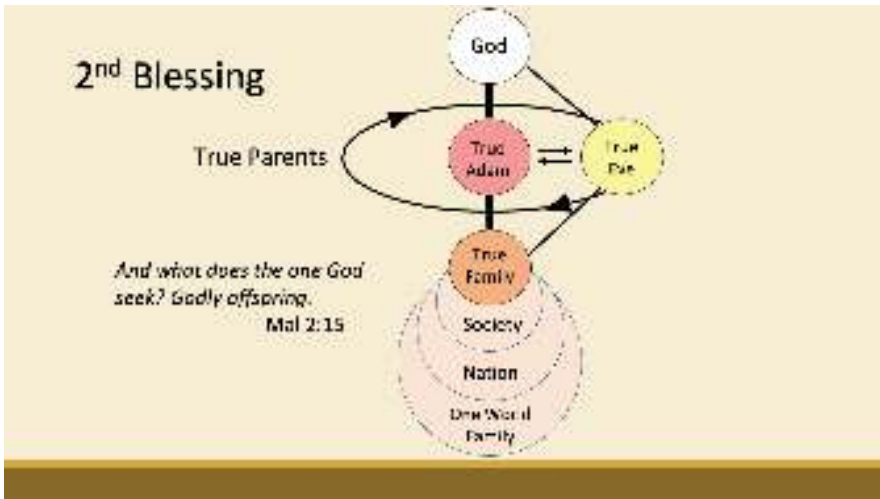 2nd Blessing
God
True Parents
True
Adam
True
Eve
And what does the one God
seek? Godly offspring.
Mal 2:15
True
Family
Society
Nation
One World
Family